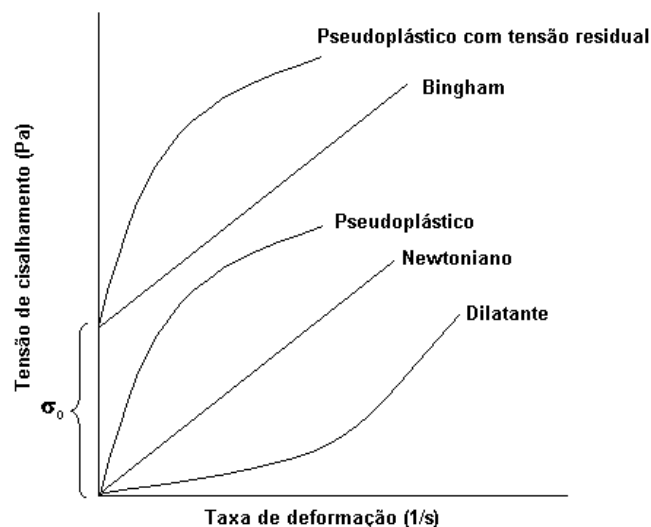 Pseudoplástico com tensão residual
Bingham
Pseudoplástico
Newtoniano
Dilatante
Tensão de cisalhamento (Pa)
σ₀
Taxa de deformação (1/s)